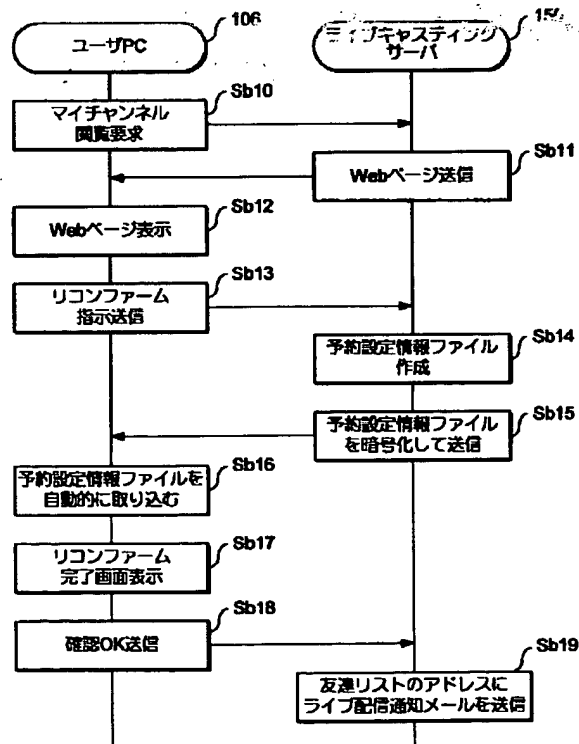 106
ユーザPC
ライブキャスティング
サーバ
Sb10
マイチャンネル
閲覧要求
Sb11
Webページ送信
Sb12
Webページ表示
Sb13
リコンファーム
指示送信
Sb14
予約設定情報ファイル
作成
Sb15
予約設定情報ファイル
を暗号化して送信
Sb16
予約設定情報ファイルを
自動的に取り込む
Sb17
リコンファーム
完了画面表示
Sb18
確認OK送信
Sb19
友達リストのアドレスに
ライブ配信通知メールを送信